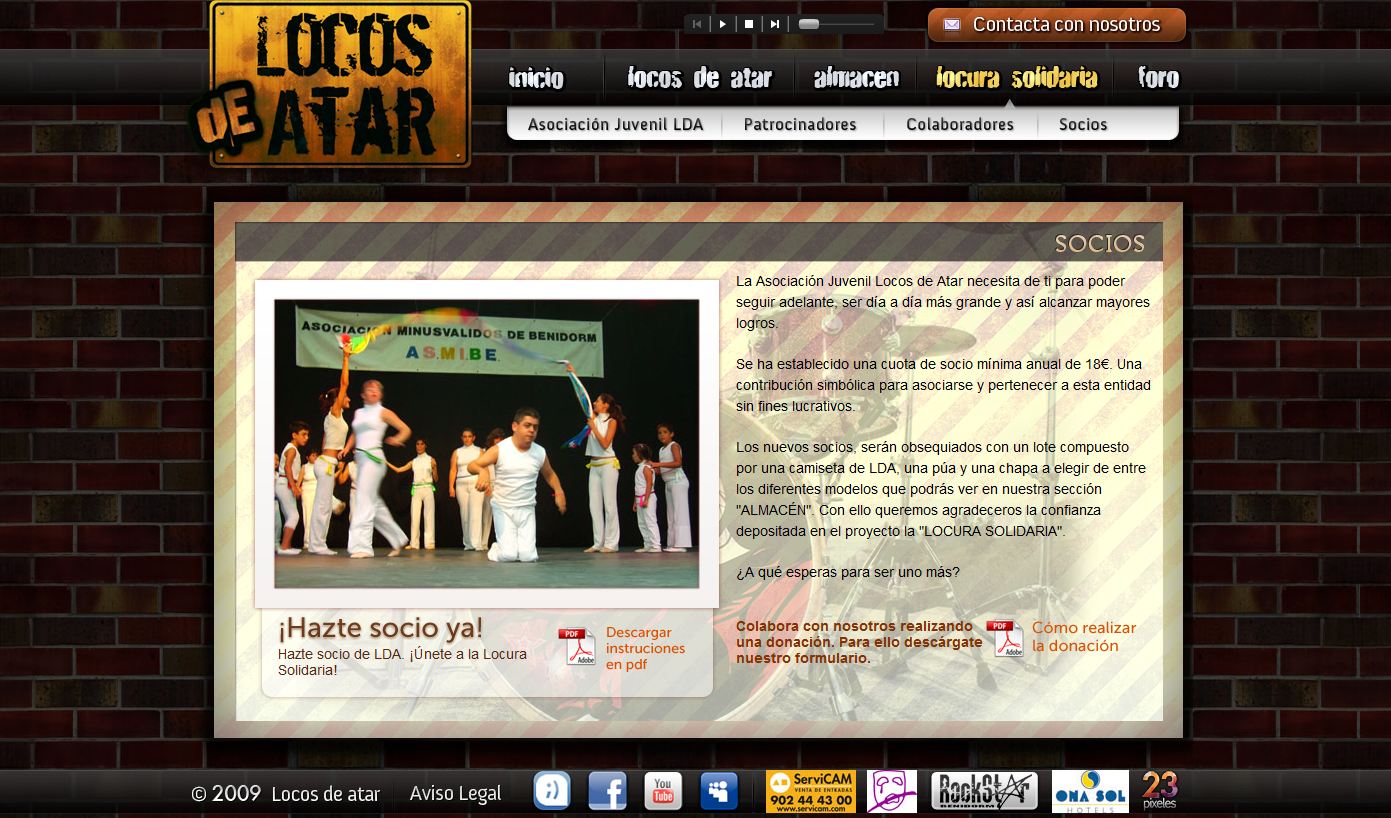 LOCOS
DE ATAR
Contacta con nosotros
inicio
locos de atar
almacen
locura solidaria
foro
Asociación Juvenil LDA
Patrocinadores
Colaboradores
Socios
SOCIOS
ASOCIACION MINUSVALIDOS DE BENIDORM
A.S.MI.BE.
La Asociación Juvenil Locos de Atar necesita de ti para poder
seguir adelante, ser día a día más grande y así alcanzar mayores
logros.
Se ha establecido una cuota de socio mínima anual de 18€. Una
contribución simbólica para asociarse y pertenecer a esta entidad
sin fines lucrativos.
Los nuevos socios, serán obsequiados con un lote compuesto
por una camiseta de LDA, una púa y una chapa a elegir de entre
los diferentes modelos que podrás ver en nuestra sección
"ALMACÉN". Con ello queremos agradeceros la confianza
depositada en el proyecto la "LOCURA SOLIDARIA".
¿A qué esperas para ser uno más?
¡Hazte socio ya!
Hazte socio de LDA. ¡Únete a la Locura
Solidaria!
PDF
Adobe
Descargar
instruciones
en pdf
Colabora con nosotros realizando
una donación. Para ello descárgate
nuestro formulario.
PDF
Adobe
Cómo realizar
la donación
© 2009 Locos de atar
Aviso Legal
You
Tube
ServiCAM
VENTA DE ENTRADAS
902 44 43 00
www.servicam.com
RockStar
BENIDORM
ONA SOL
HOTELS
23
pixeles